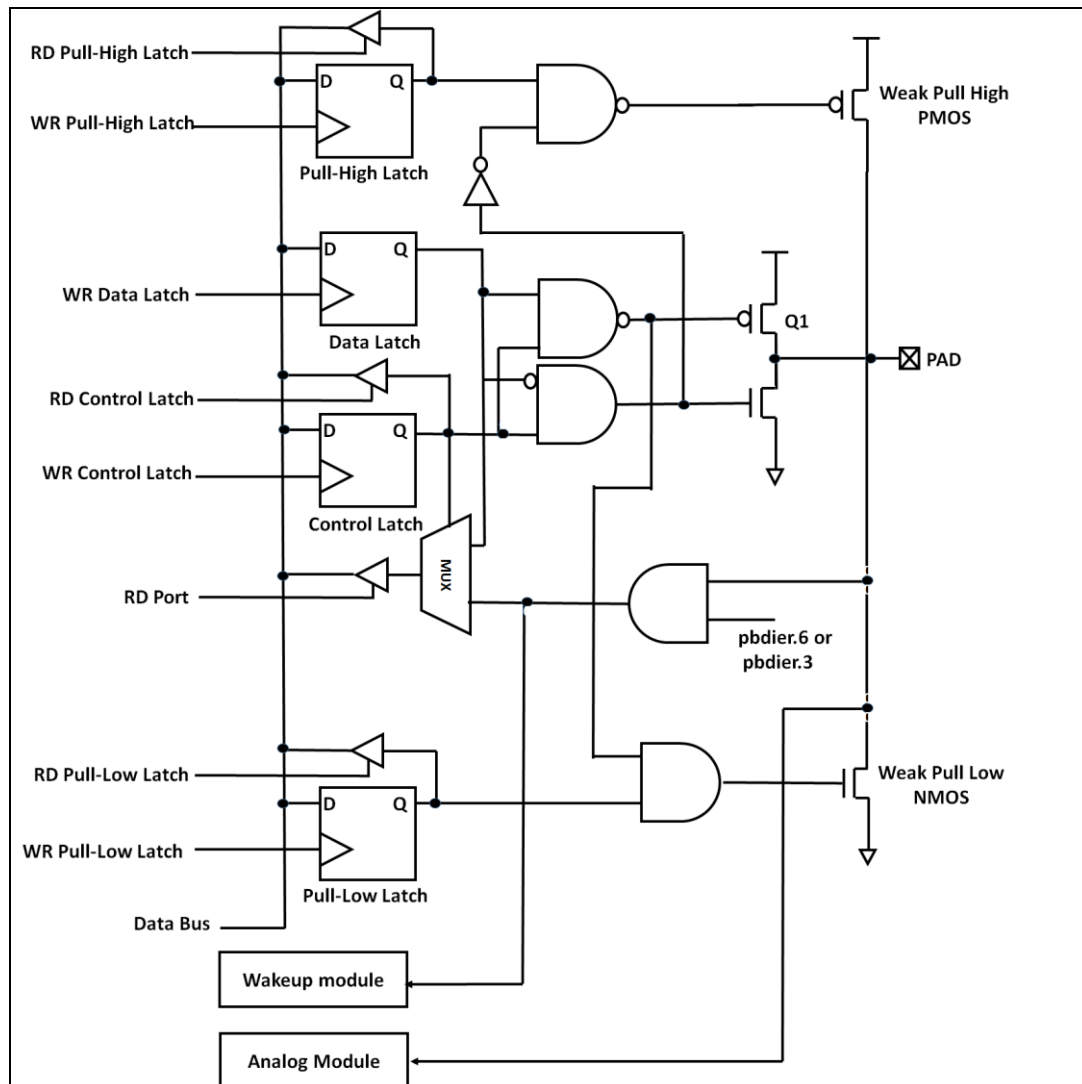 RD Pull-High Latch
D
Q
WR Pull-High Latch
Pull-High Latch
Weak Pull High
PMOS
D
Q
WR Data Latch
Data Latch
Q1
PAD
RD Control Latch
D
Q
WR Control Latch
Control Latch
MUX
RD Port
pbdier.6 or
pbdier.3
RD Pull-Low Latch
D
Q
WR Pull-Low Latch
Pull-Low Latch
Weak Pull Low
NMOS
Data Bus
Wakeup module
Analog Module